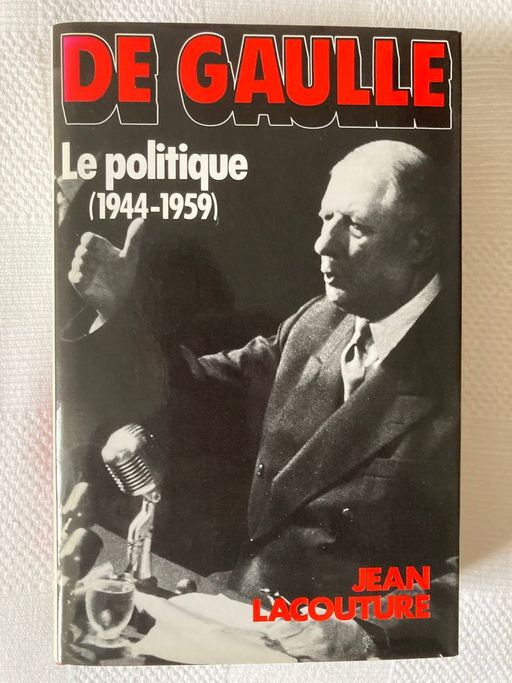 DE GAULLE
Le politique
(1944-1959)
JEAN
LACOUTURE